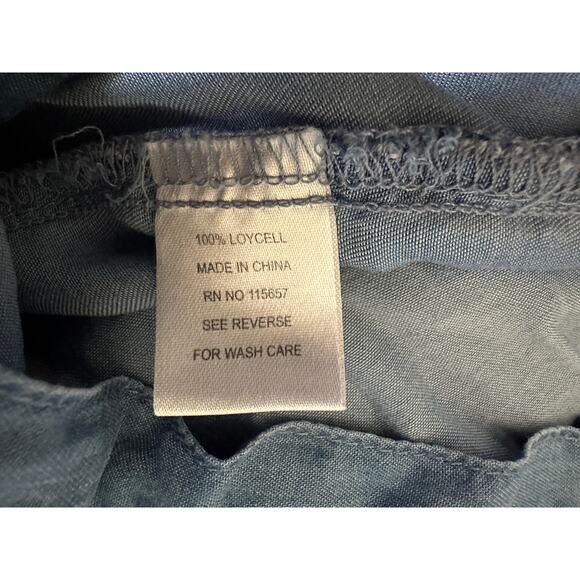 100% LOYCELL
MADE IN CHINA
RN NO 115657
SEE REVERSE
FOR WASH CARE